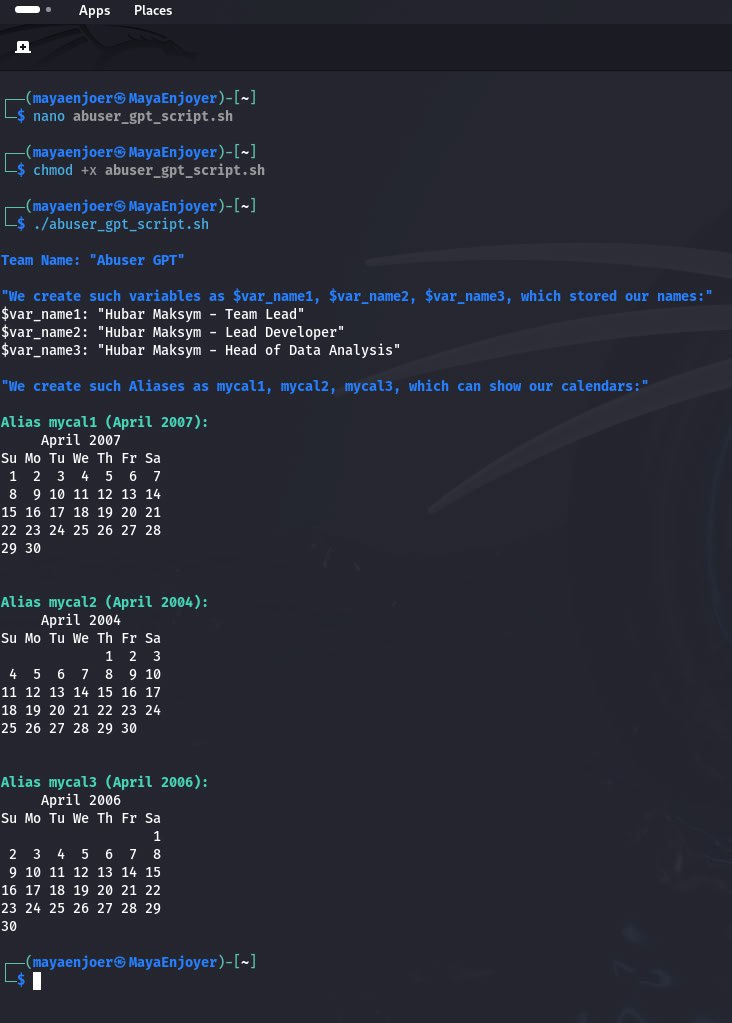 Apps Places
┌──(mayaenjoer㉿MayaEnjoyer)-[~]
└─$ nano abuser_gpt_script.sh
┌──(mayaenjoer㉿MayaEnjoyer)-[~]
└─$ chmod +x abuser_gpt_script.sh
┌──(mayaenjoer㉿MayaEnjoyer)-[~]
└─$ ./abuser_gpt_script.sh
Team Name: "Abuser GPT"
"We create such variables as $var_name1, $var_name2, $var_name3, which stored our names:"
$var_name1: "Hubar Maksym - Team Lead"
$var_name2: "Hubar Maksym - Lead Developer"
$var_name3: "Hubar Maksym - Head of Data Analysis"
"We create such Aliases as mycal1, mycal2, mycal3, which can show our calendars:"
Alias mycal1 (April 2007):
     April 2007
Su Mo Tu We Th Fr Sa
 1  2  3  4  5  6  7
 8  9 10 11 12 13 14
15 16 17 18 19 20 21
22 23 24 25 26 27 28
29 30
Alias mycal2 (April 2004):
     April 2004
Su Mo Tu We Th Fr Sa
             1  2  3
 4  5  6  7  8  9 10
11 12 13 14 15 16 17
18 19 20 21 22 23 24
25 26 27 28 29 30
Alias mycal3 (April 2006):
     April 2006
Su Mo Tu We Th Fr Sa
                   1
 2  3  4  5  6  7  8
 9 10 11 12 13 14 15
16 17 18 19 20 21 22
23 24 25 26 27 28 29
30
┌──(mayaenjoer㉿MayaEnjoyer)-[~]
└─$